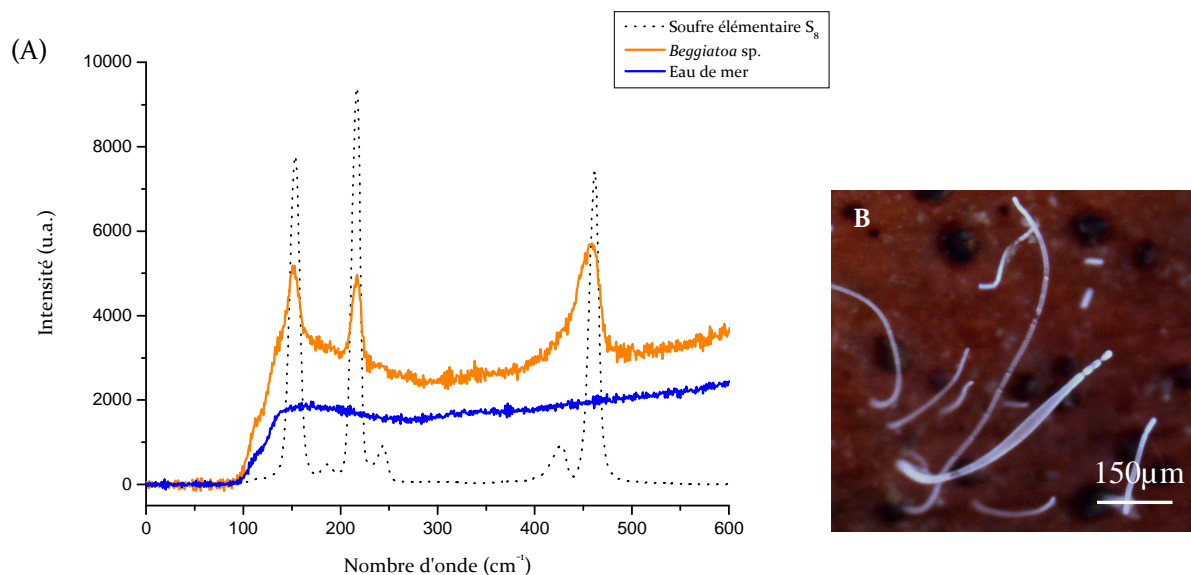 (A)
Soufre élémentaire S₈
Beggiatoa sp.
Eau de mer
10000
8000
6000
4000
2000
0
Intensité (u.a.)
0 100 200 300 400 500 600
Nombre d'onde (cm⁻¹)
B
150µm